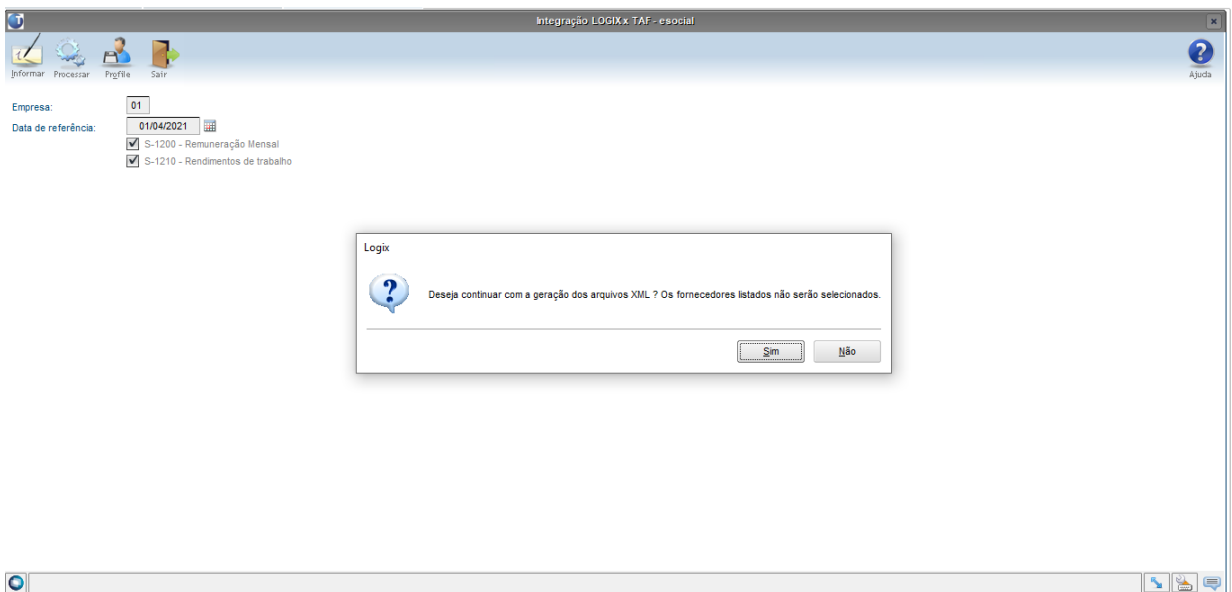 Integração LOGIX x TAF - esocial
Informar Processar Profile Sair
Ajuda
Empresa: 01
Data de referência: 01/04/2021
S-1200 - Remuneração Mensal
S-1210 - Rendimentos de trabalho
Logix
Deseja continuar com a geração dos arquivos XML ? Os fornecedores listados não serão selecionados.
Sim Não